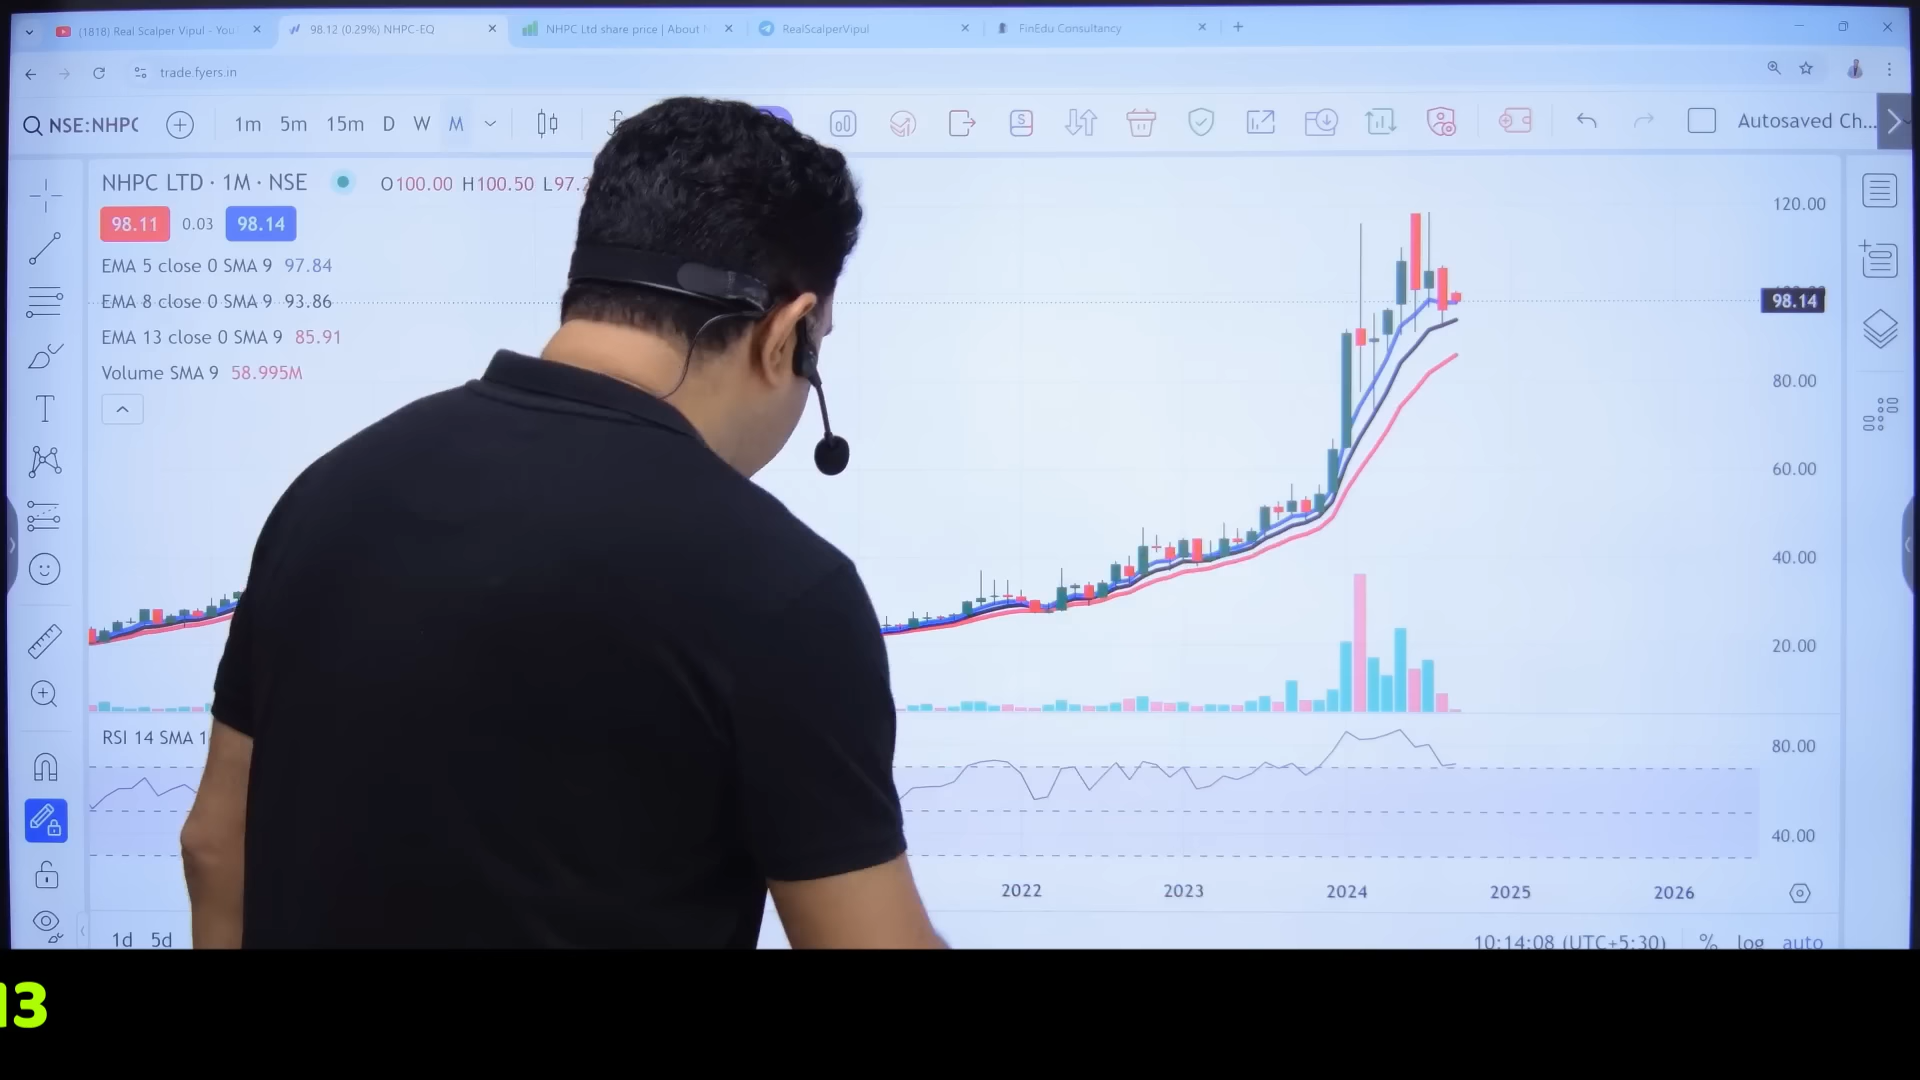 (1818) Real Scalper Vipul - You
98.12 (0.29%) NHPC-EQ
NHPC Ltd share price | About
RealScalperVipul
FinEdu Consultancy
trade.fyers.in
NSE:NHPC
1m 5m 15m D W M
S
Autosaved Ch...
NHPC LTD · 1M · NSE
O100.00 H100.50 L97.
98.11 0.03 98.14
EMA 5 close 0 SMA 9 97.84
EMA 8 close 0 SMA 9 93.86
EMA 13 close 0 SMA 9 85.91
Volume SMA 9 58.995M
120.00
98.14
80.00
60.00
40.00
20.00
RSI 14 SMA 1
80.00
40.00
2022 2023 2024 2025 2026
1d 5d
10:14:08 (UTC+5:30) % log auto
13